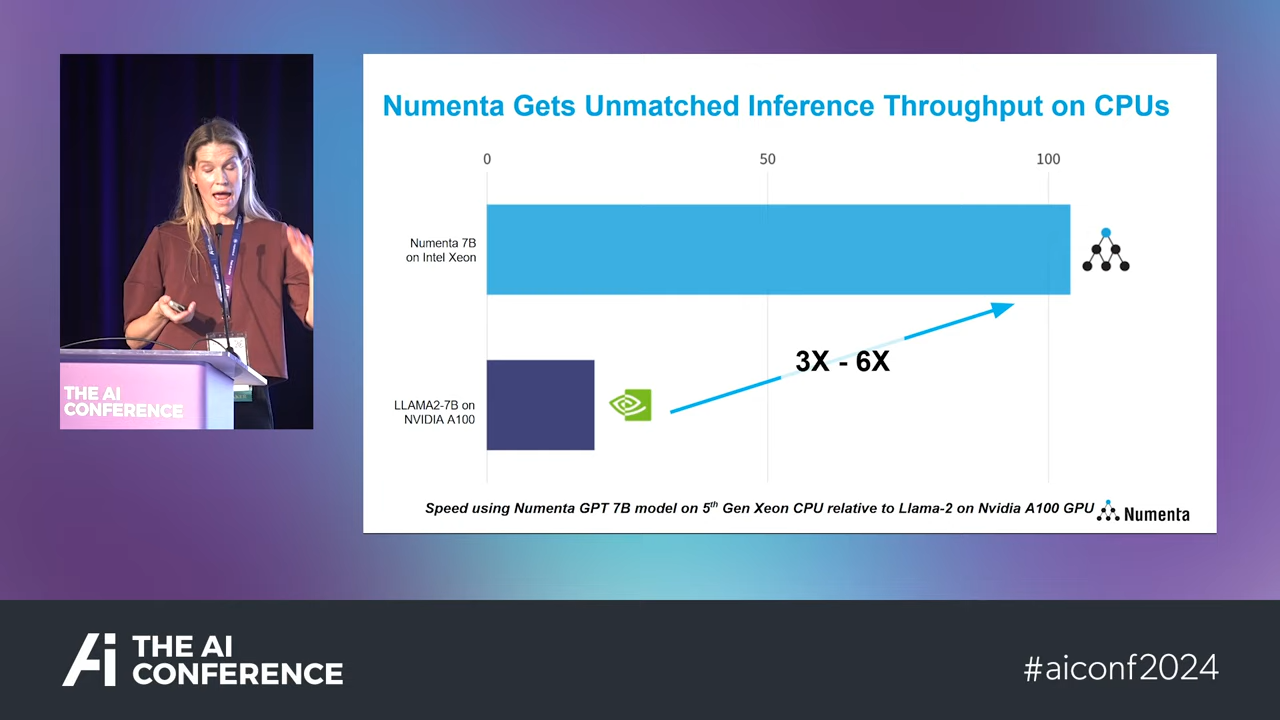 Numenta Gets Unmatched Inference Throughput on CPUs
0
50
100
Numenta 7B
on Intel Xeon
3X - 6X
LLAMA2-7B on
NVIDIA A100
Speed using Numenta GPT 7B model on 5th Gen Xeon CPU relative to Llama-2 on Nvidia A100 GPU
Numenta
THE AI
CONFERENCE
Ai THE AI
CONFERENCE
#aiconf2024